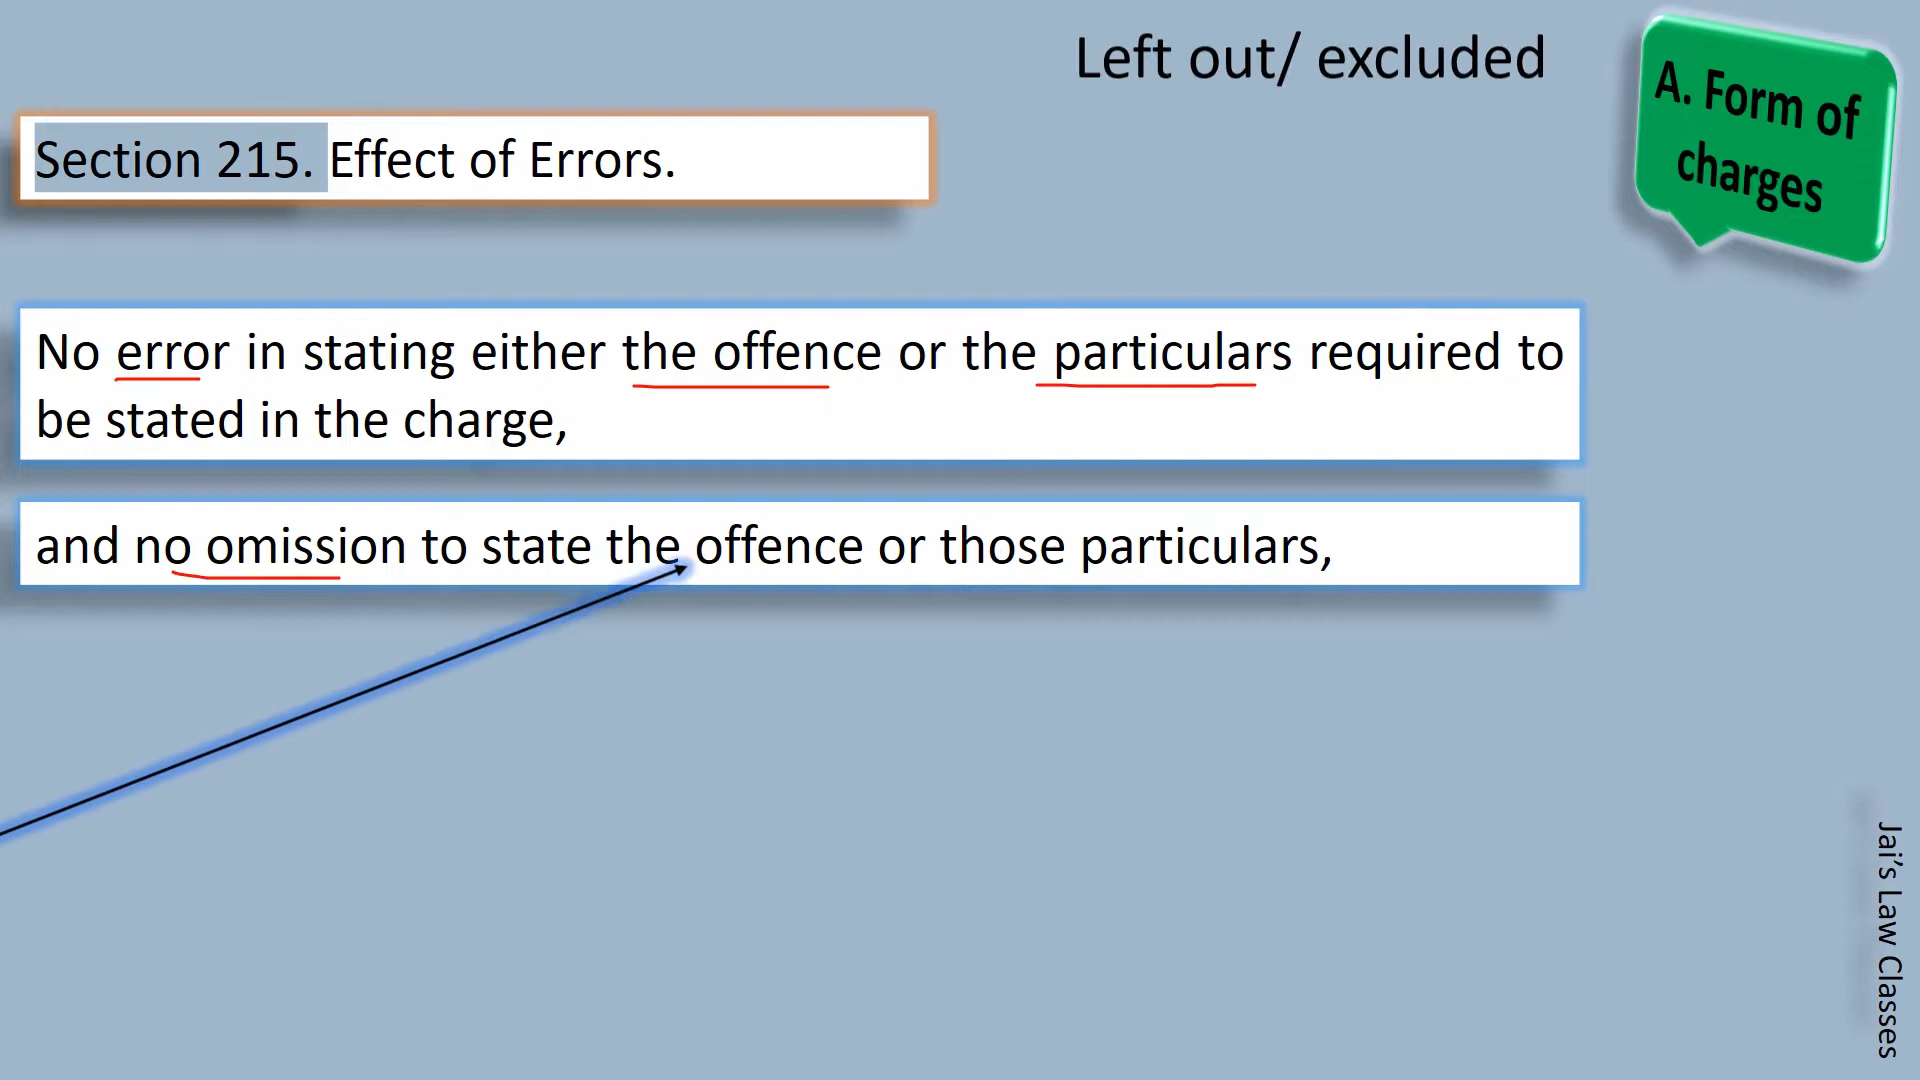 Left out/ excluded
A. Form of
charges
Section 215. Effect of Errors.
No error in stating either the offence or the particulars required to
be stated in the charge,
and no omission to state the offence or those particulars,
Jai's Law Classes